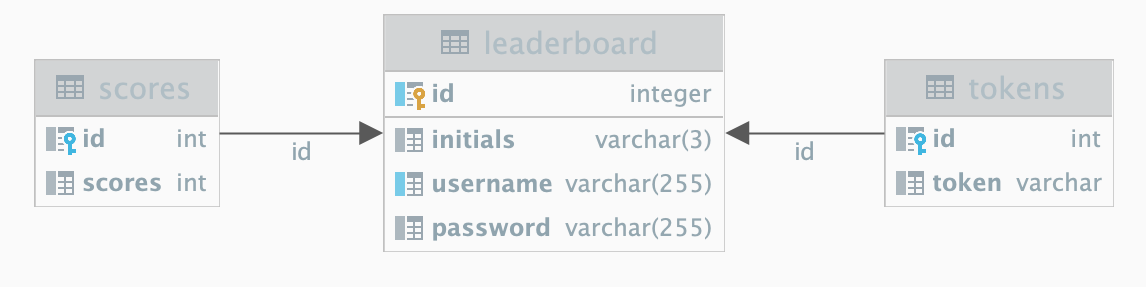 scores
id int
scores int
id
leaderboard
id integer
initials varchar(3)
username varchar(255)
password varchar(255)
id
tokens
id int
token varchar